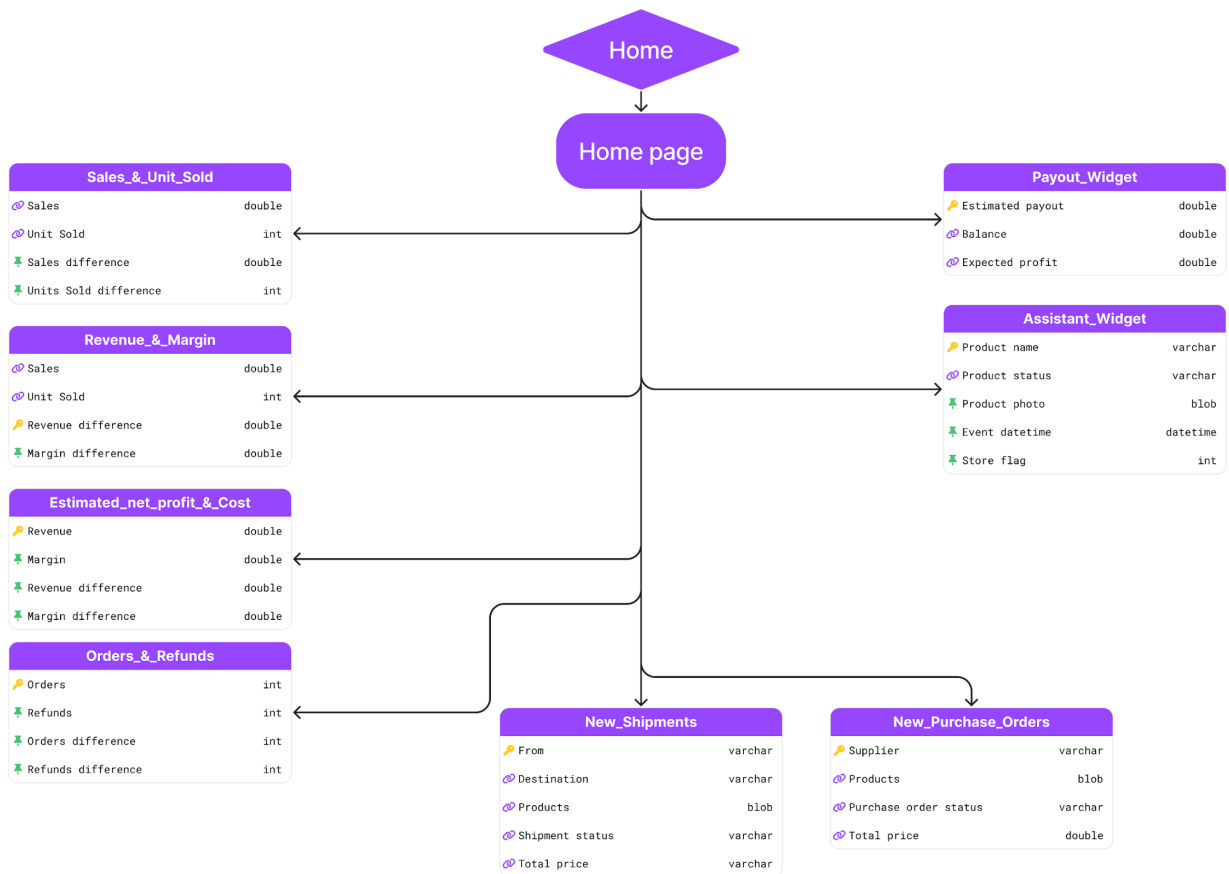 Home
Home page
Sales_&_Unit_Sold
Sales double
Unit Sold int
Sales difference double
Units Sold difference int
Revenue_&_Margin
Sales double
Unit Sold int
Revenue difference double
Margin difference double
Estimated_net_profit_&_Cost
Revenue double
Margin double
Revenue difference double
Margin difference double
Orders_&_Refunds
Orders int
Refunds int
Orders difference int
Refunds difference int
Payout_Widget
Estimated payout double
Balance double
Expected profit double
Assistant_Widget
Product name varchar
Product status varchar
Product photo blob
Event datetime datetime
Store flag int
New_Shipments
From varchar
Destination varchar
Products blob
Shipment status varchar
Total price varchar
New_Purchase_Orders
Supplier varchar
Products blob
Purchase order status varchar
Total price double